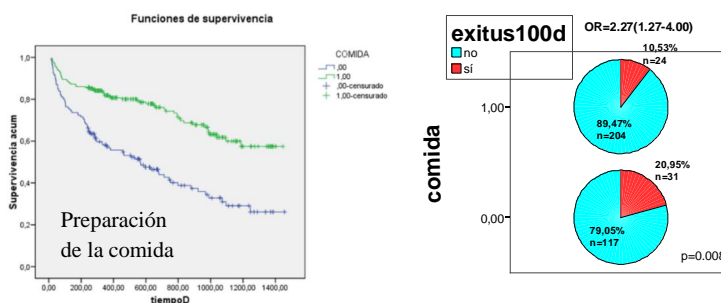 Funciones de supervivencia
COMIDA
,00
1,00
,00-censurado
1,00-censurado
Supervivencia acum
1,0
0,8
0,6
0,4
0,2
0,0
Preparación
de la comida
0,00 200,00 400,00 600,00 800,00 1000,00 1200,00 1400,00
tiempoD
exitus100d
no
sí
OR=2.27(1.27-4.00)
10,53%
n=24
1,00
89,47%
n=204
comida
20,95%
n=31
0,00
79,05%
n=117
p=0.008